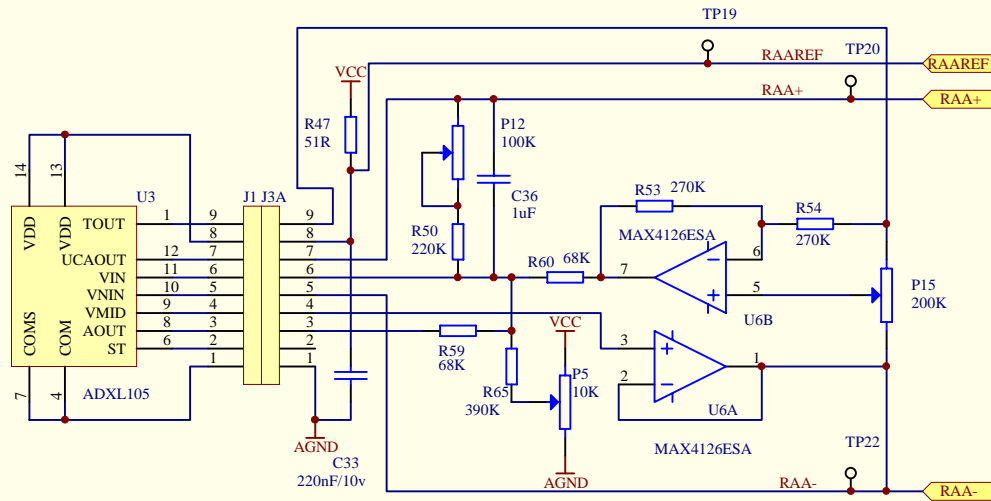 TP19
RAAREF
TP20
RAAREF
VCC
RAA+
RAA+
R47
51R
P12
100K
14
13
U3
J1 J3A
C36
1uF
R53 270K
R54
270K
VDD
VDD
TOUT
1
9
9
8
8
R50
220K
MAX4126ESA
UCAOUT
12
7
7
6
VIN
11
6
6
R60
68K
7
P15
200K
VNIN
10
5
5
5
VMID
9
4
4
U6B
AOUT
8
3
3
VCC
COMS
COM
ST
6
2
2
R59
68K
3
1
1
1
P5
10K
2
7
4
ADXL105
R65
390K
U6A
AGND
C33
220nF/10v
MAX4126ESA
TP22
AGND
RAA-
RAA-